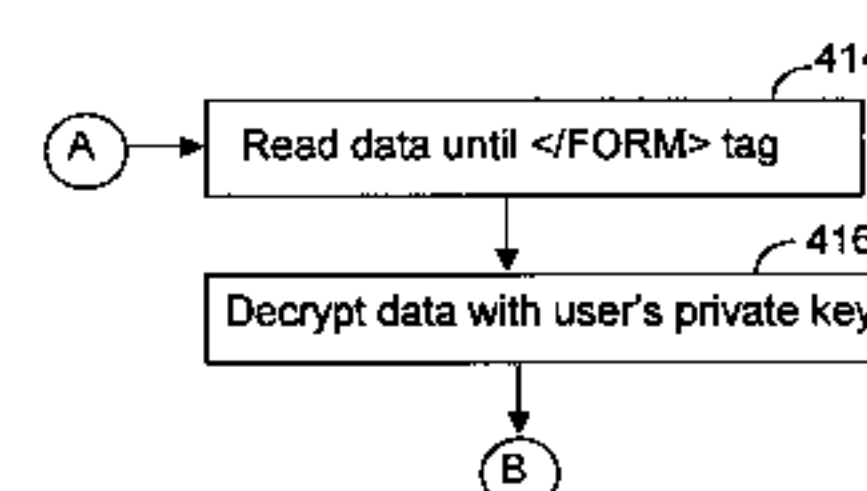 414
A
Read data until </FORM> tag
416
Decrypt data with user's private key
B